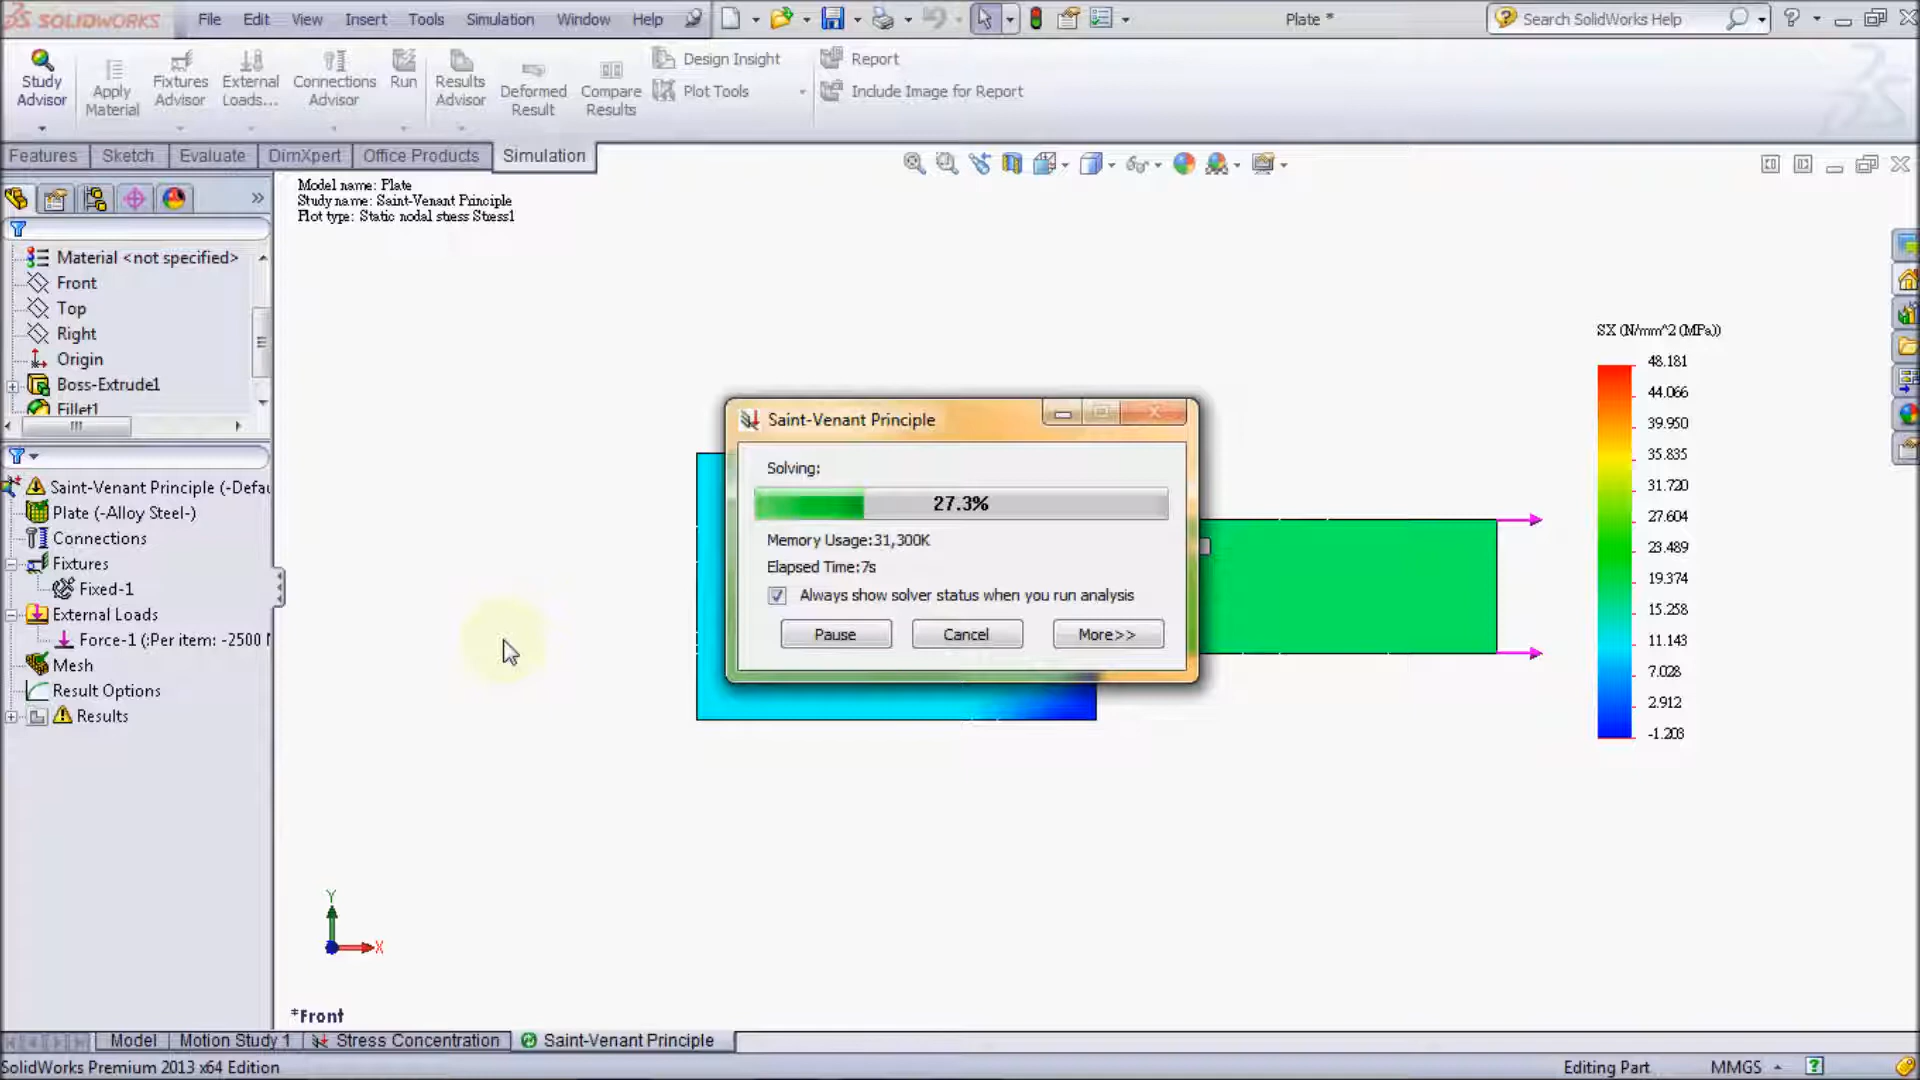 SOLIDWORKS File Edit View Insert Tools Simulation Window Help Plate * Search SolidWorks Help
Study Advisor
Apply Material
Fixtures Advisor
External Loads...
Connections Advisor
Run
Results Advisor
Deformed Result
Compare Results
Design Insight
Plot Tools
Report
Include Image for Report
Features Sketch Evaluate DimXpert Office Products Simulation
Model name: Plate
Study name: Saint-Venant Principle
Plot type: Static nodal stress Stress1
Material <not specified>
Front
Top
Right
Origin
Boss-Extrude1
Fillet1
Saint-Venant Principle (-Defau
Plate (-Alloy Steel-)
Connections
Fixtures
Fixed-1
External Loads
Force-1 (:Per item: -2500 N
Mesh
Result Options
Results
Saint-Venant Principle
Solving:
27.3%
Memory Usage:31,300K
Elapsed Time:7s
Always show solver status when you run analysis
Pause Cancel More>>
SX (N/mm^2 (MPa))
48.181
44.066
39.950
35.835
31.720
27.604
23.489
19.374
15.258
11.143
7.028
2.912
-1.203
Y
X
*Front
Model Motion Study 1 Stress Concentration Saint-Venant Principle
SolidWorks Premium 2013 x64 Edition Editing Part MMGS